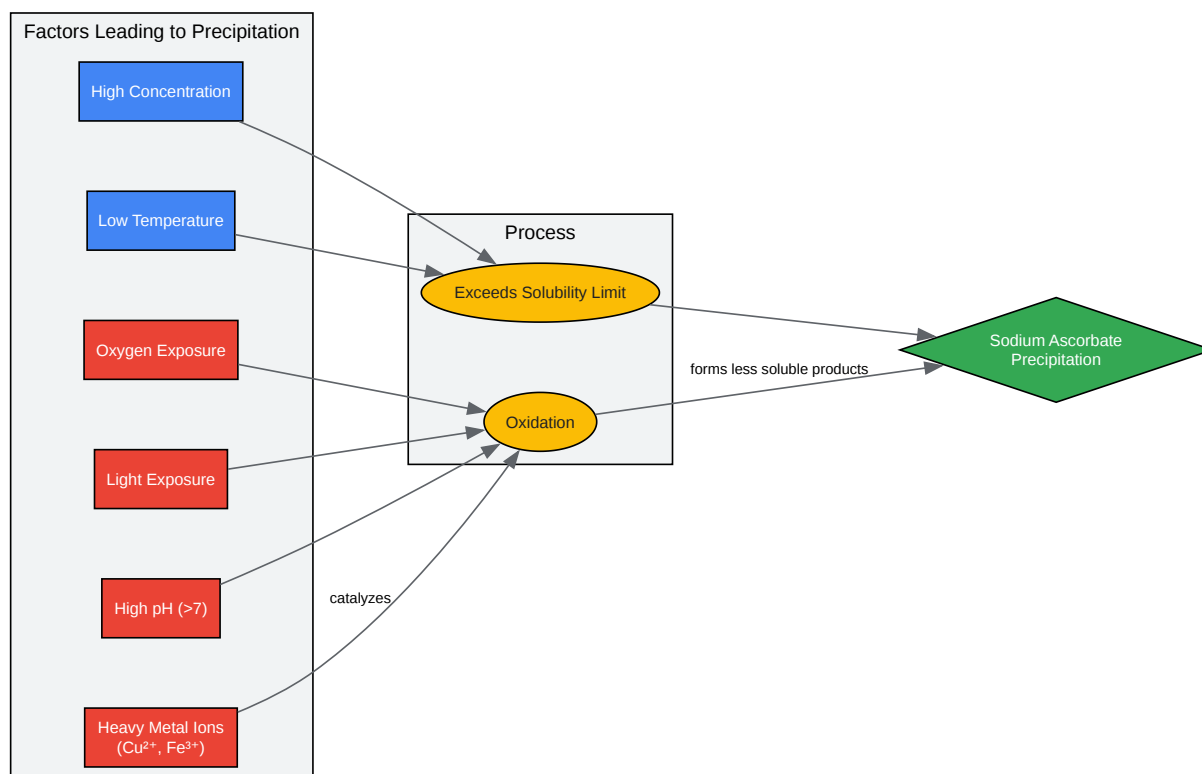 Factors Leading to Precipitation
High Concentration
Low Temperature
Oxygen Exposure
Light Exposure
High pH (>7)
Heavy Metal Ions
(Cu²⁺, Fe³⁺)
catalyzes
Process
Exceeds Solubility Limit
Oxidation
forms less soluble products
Sodium Ascorbate
Precipitation